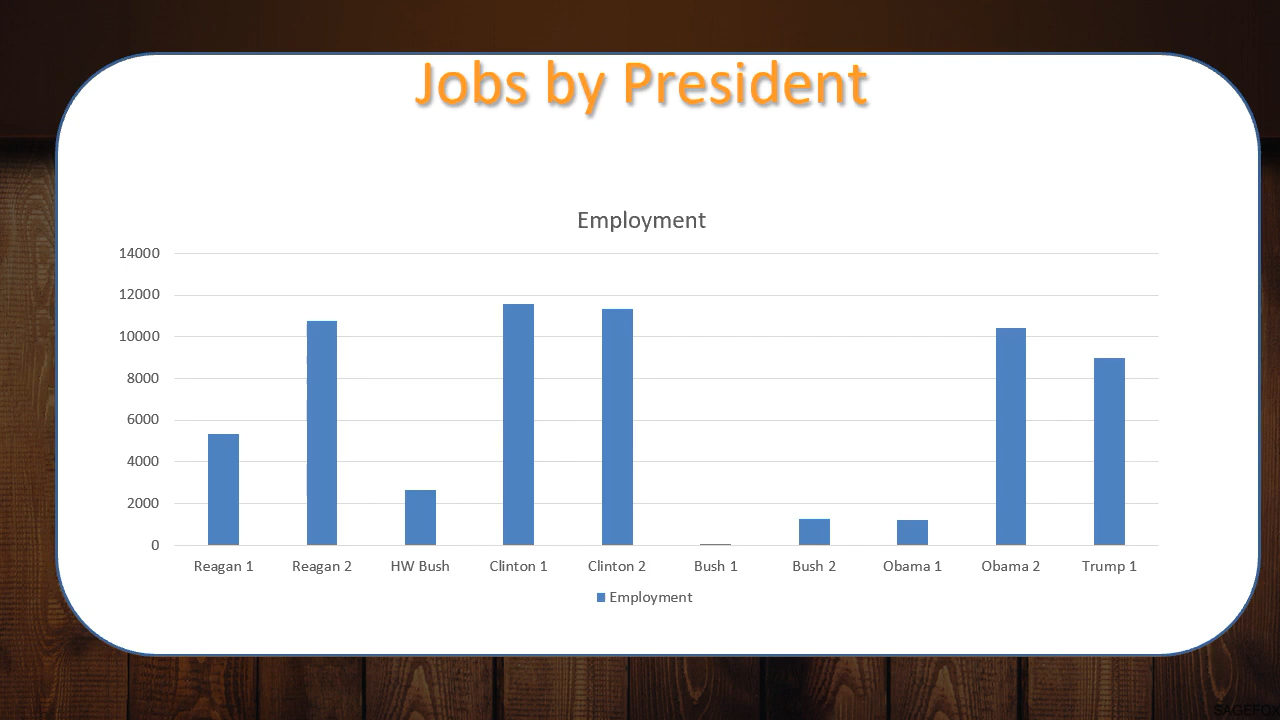 Jobs by President
Employment
14000
12000
10000
8000
6000
4000
2000
0
Reagan 1 Reagan 2 HW Bush Clinton 1 Clinton 2 Bush 1 Bush 2 Obama 1 Obama 2 Trump 1
Employment
SAGEFOX